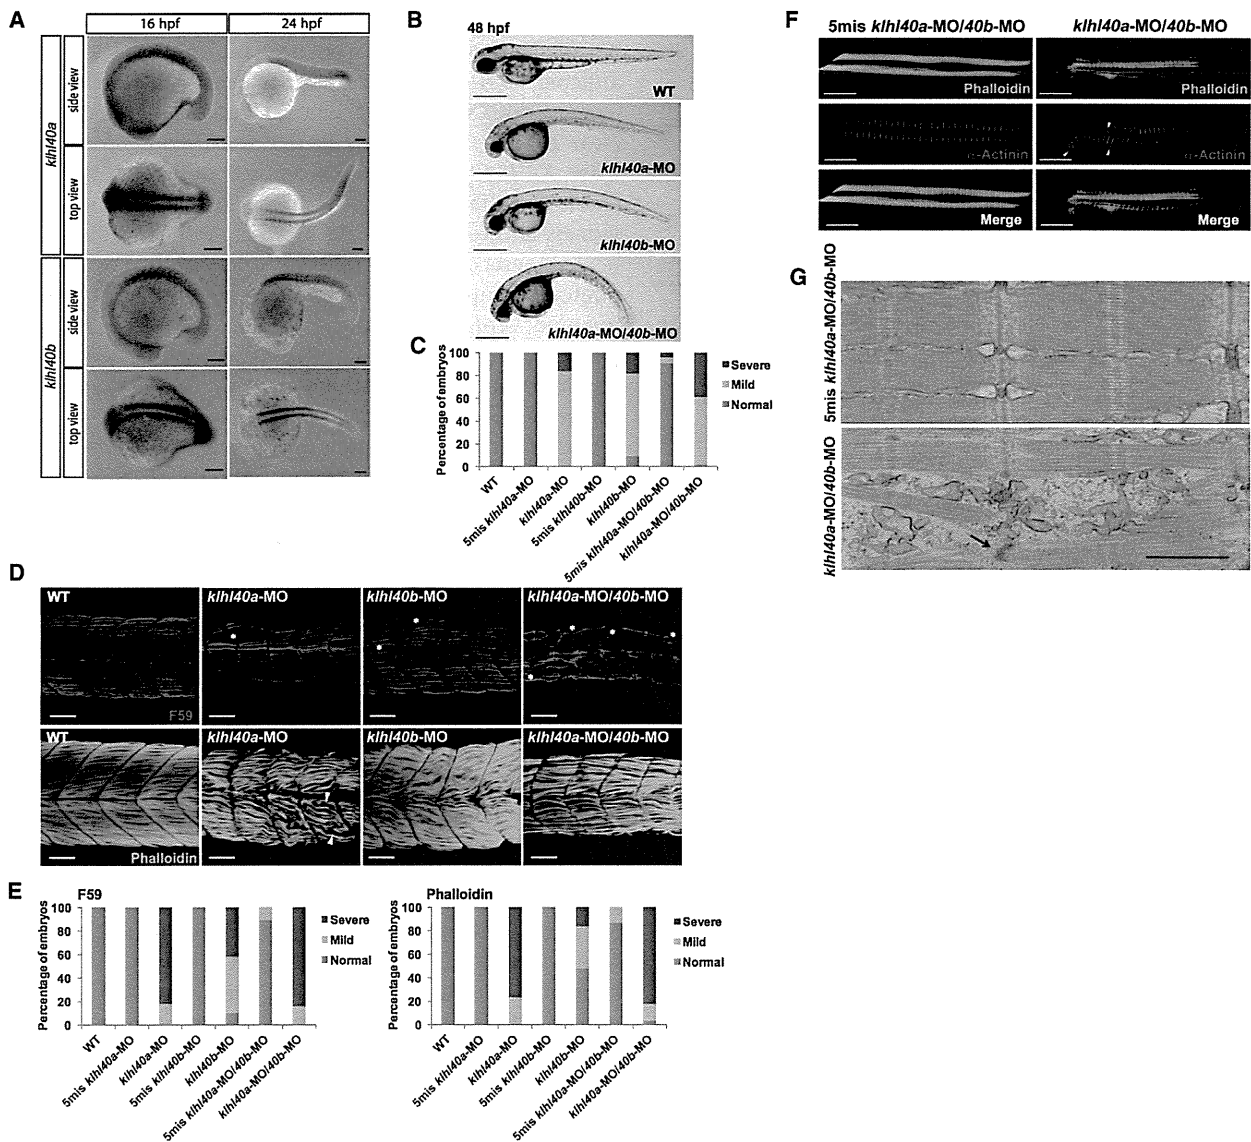 A
16 hpf
24 hpf
klhl40a
side view
top view
klhl40b
side view
top view
B
48 hpf
WT
klhl40a-MO
klhl40b-MO
klhl40a-MO/40b-MO
C
Percentage of embryos
100
80
60
40
20
0
Severe
Mild
Normal
WT
5mis klhl40a-MO
klhl40a-MO
5mis klhl40b-MO
klhl40b-MO
5mis klhl40a-MO/40b-MO
klhl40a-MO/40b-MO
D
WT
klhl40a-MO
klhl40b-MO
klhl40a-MO/40b-MO
F59
WT
klhl40a-MO
klhl40b-MO
klhl40a-MO/40b-MO
Phalloidin
E
F59
Percentage of embryos
100
80
60
40
20
0
Severe
Mild
Normal
WT
5mis klhl40a-MO
klhl40a-MO
5mis klhl40b-MO
klhl40b-MO
5mis klhl40a-MO/40b-MO
klhl40a-MO/40b-MO
Phalloidin
Percentage of embryos
100
80
60
40
20
0
Severe
Mild
Normal
WT
5mis klhl40a-MO
klhl40a-MO
5mis klhl40b-MO
klhl40b-MO
5mis klhl40a-MO/40b-MO
klhl40a-MO/40b-MO
F
5mis klhl40a-MO/40b-MO
klhl40a-MO/40b-MO
Phalloidin
Phalloidin
α-Actinin
α-Actinin
Merge
Merge
G
5mis klhl40a-MO/40b-MO
klhl40a-MO/40b-MO